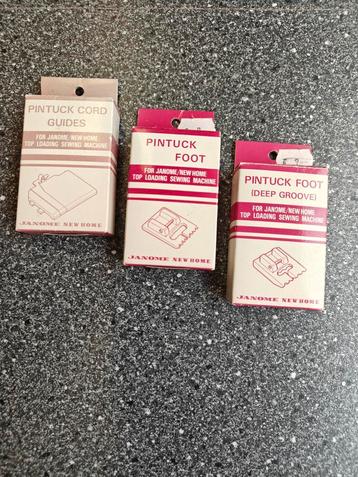 PINTUCK CORD
GUIDES
FOR JANOME/NEW HOME
TOP LOADING SEWING MACHINE
JANOME NEW HOME
PINTUCK
FOOT
FOR JANOME/NEW HOME
TOP LOADING SEWING MACHINE
JANOME NEW HOME
PINTUCK FOOT
(DEEP GROOVE)
FOR JANOME/NEW HOME
TOP LOADING SEWING MACHINE
JANOME NEW HOME